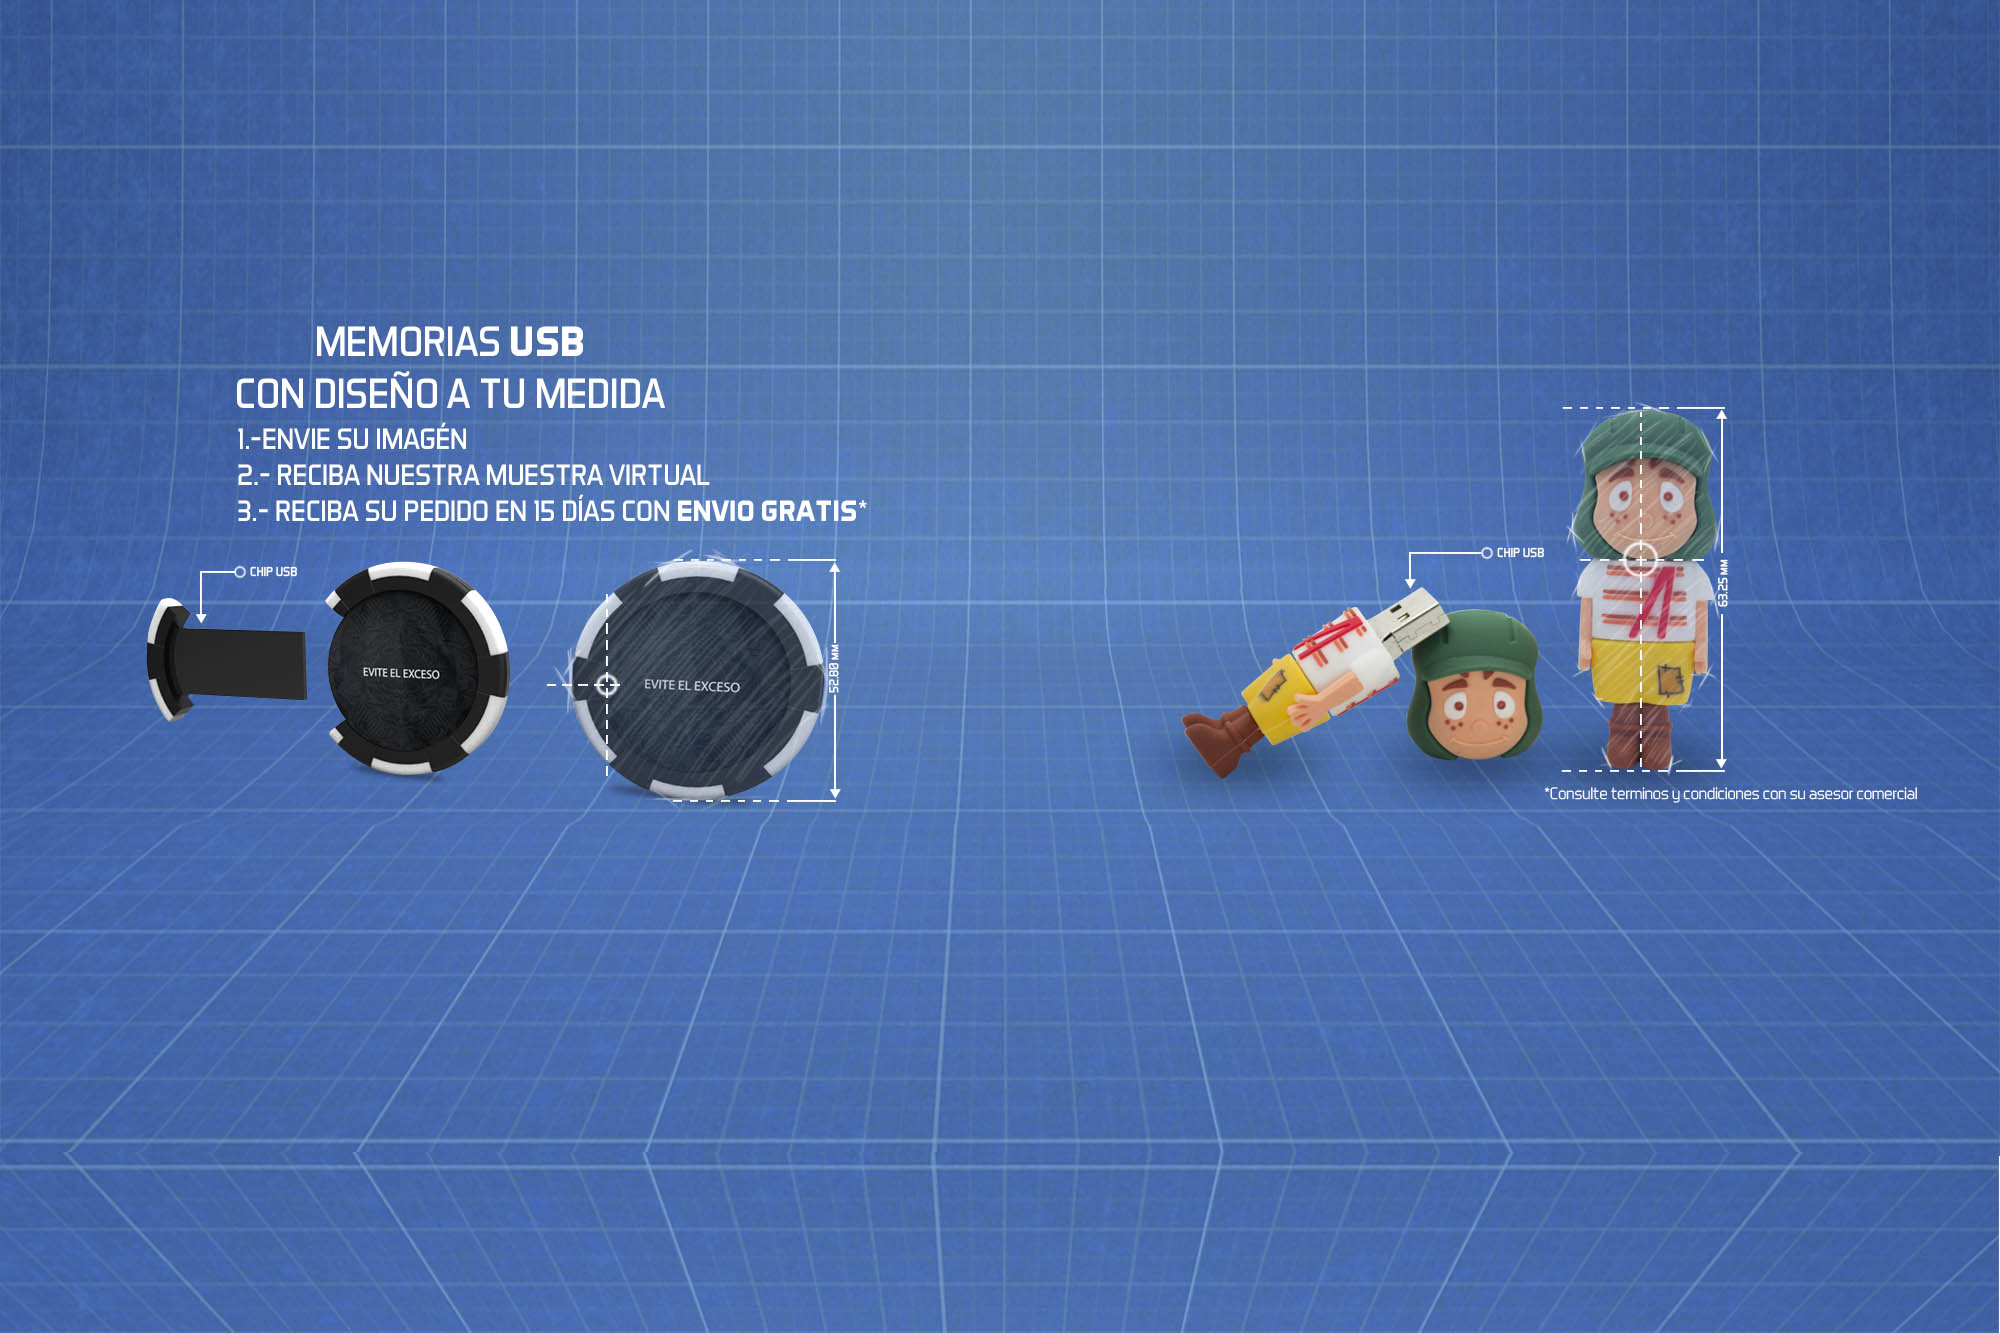 MEMORIAS USB
CON DISEÑO A TU MEDIDA
1.-ENVIE SU IMAGÉN
2.- RECIBA NUESTRA MUESTRA VIRTUAL
3.- RECIBA SU PEDIDO EN 15 DÍAS CON ENVIO GRATIS*
CHIP USB
EVITE EL EXCESO
EVITE EL EXCESO
52.88 MM
CHIP USB
63.25 MM
*Consulte terminos y condiciones con su asesor comercial